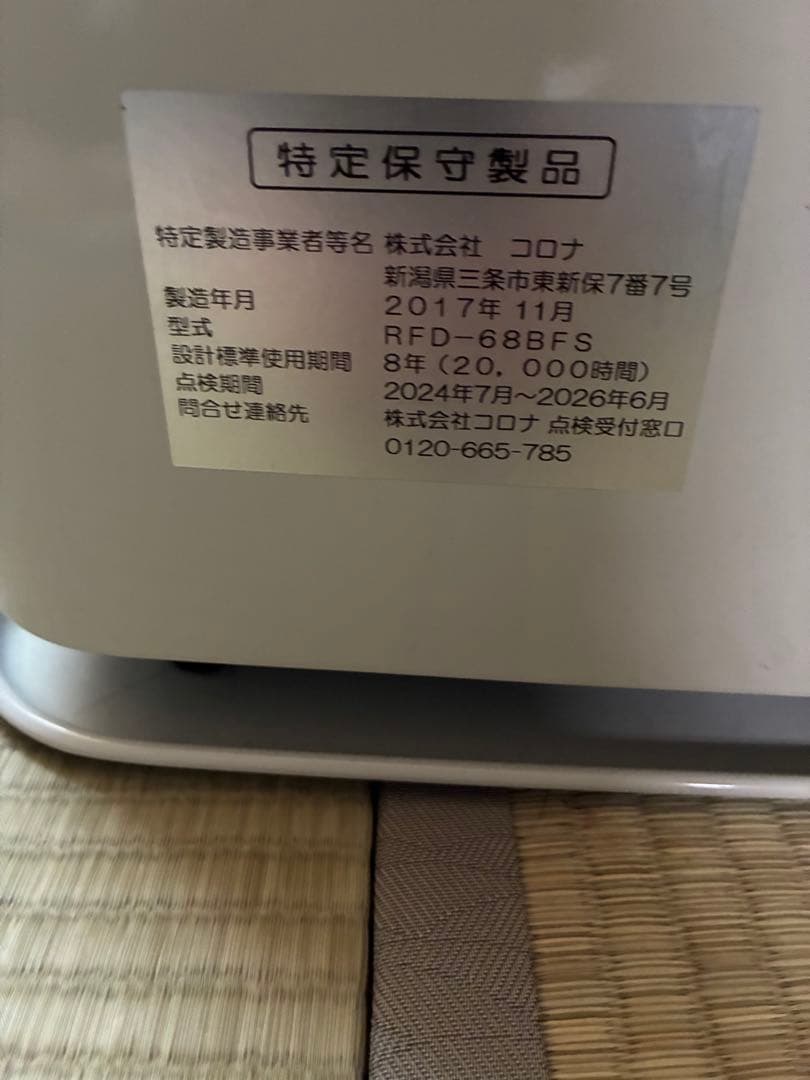 特定保守製品
特定製造事業者等名 株式会社 コロナ
新潟県三条市東新保7番7号
製造年月 2017年 11月
型式 RFD-68BFS
設計標準使用期間 8年(20,000時間)
点検期間 2024年7月~2026年6月
問合せ連絡先 株式会社コロナ 点検受付窓口
0120-665-785